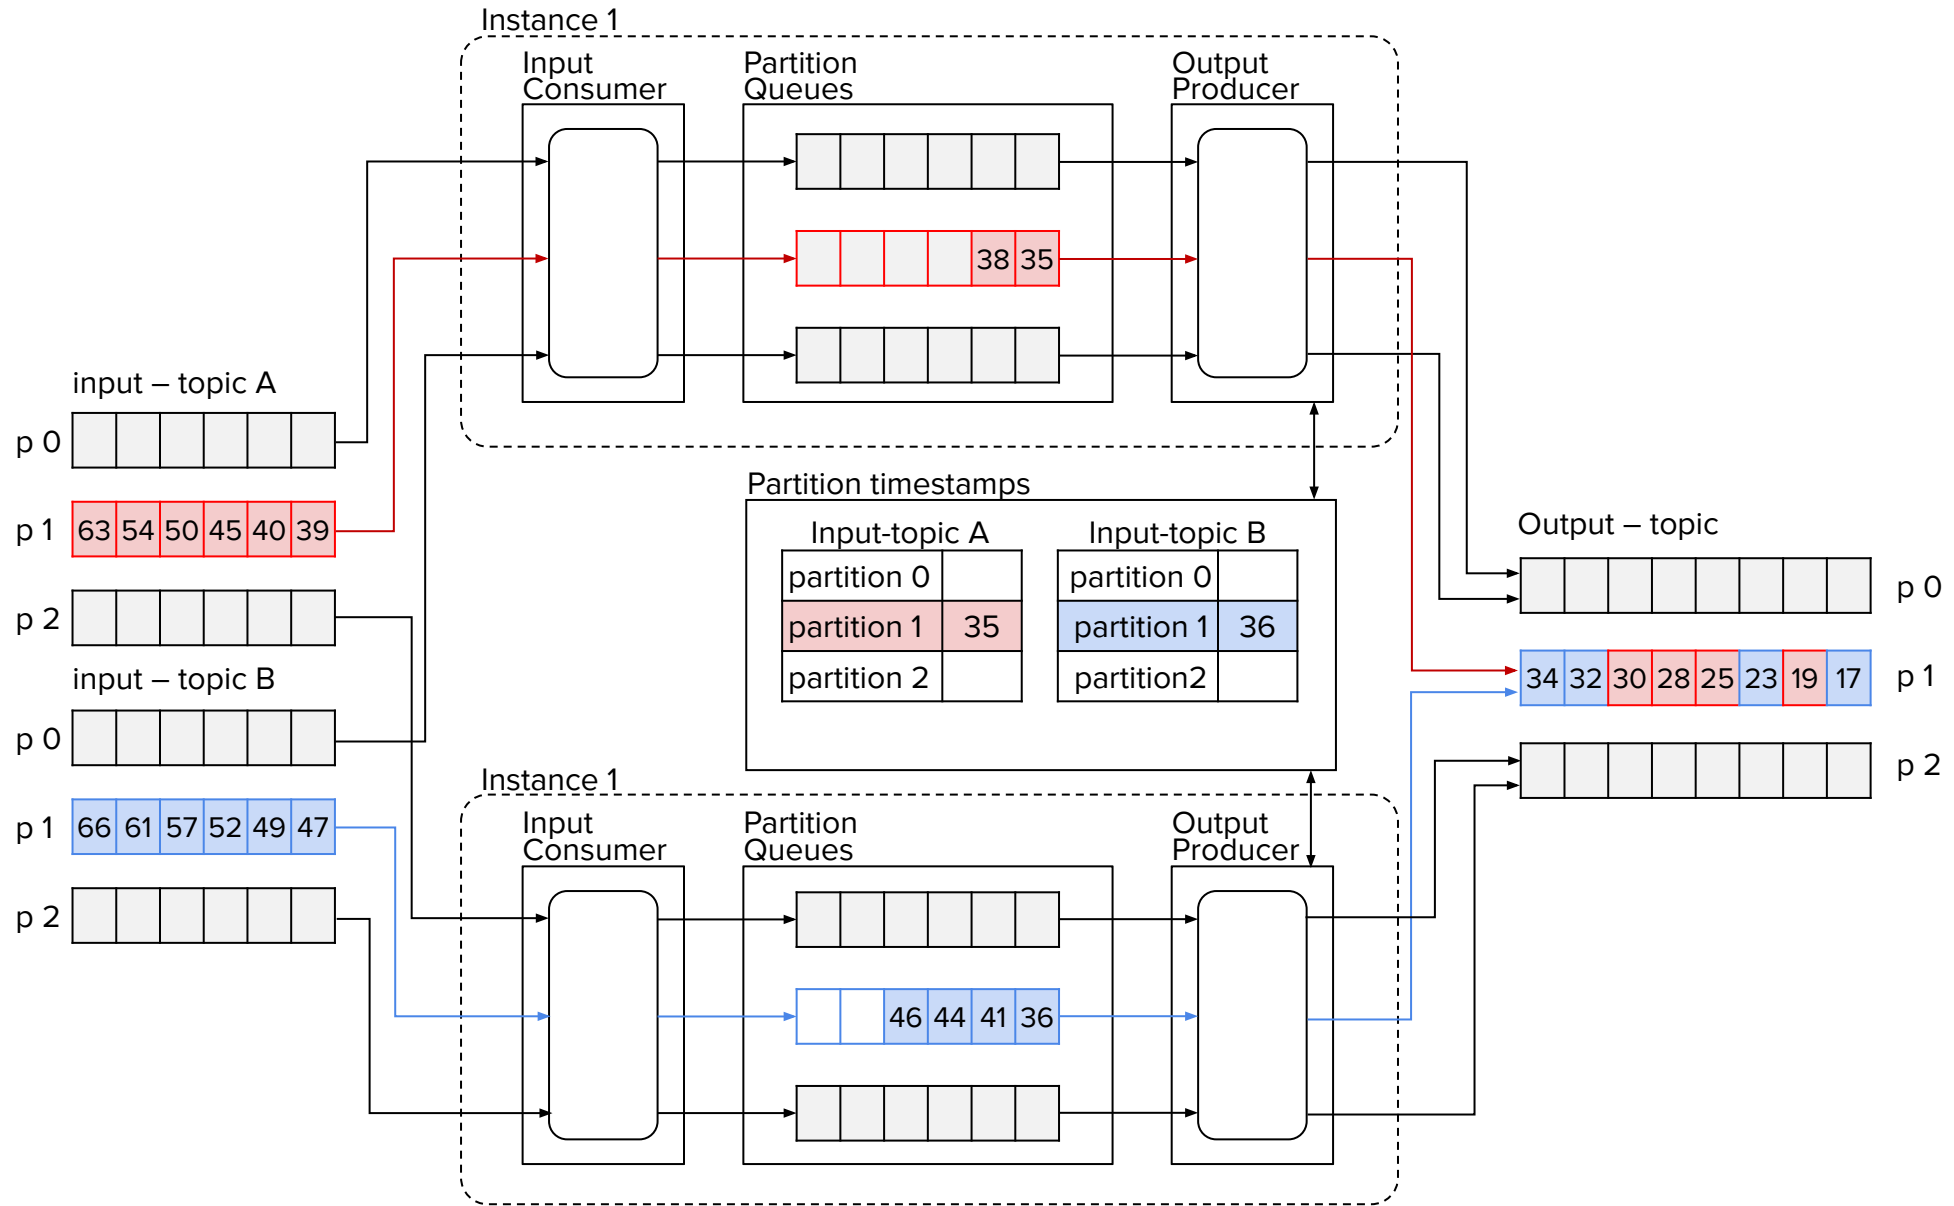 Instance 1
Input
Consumer
Partition
Queues
Output
Producer
38 35
input – topic A
p 0
p 1
63 54 50 45 40 39
p 2
input – topic B
p 0
p 1
66 61 57 52 49 47
p 2
Partition timestamps
Input-topic A
partition 0
partition 1 35
partition 2
Input-topic B
partition 0
partition 1 36
partition2
Output – topic
p 0
34 32 30 28 25 23 19 17
p 1
p 2
Instance 1
Input
Consumer
Partition
Queues
Output
Producer
46 44 41 36